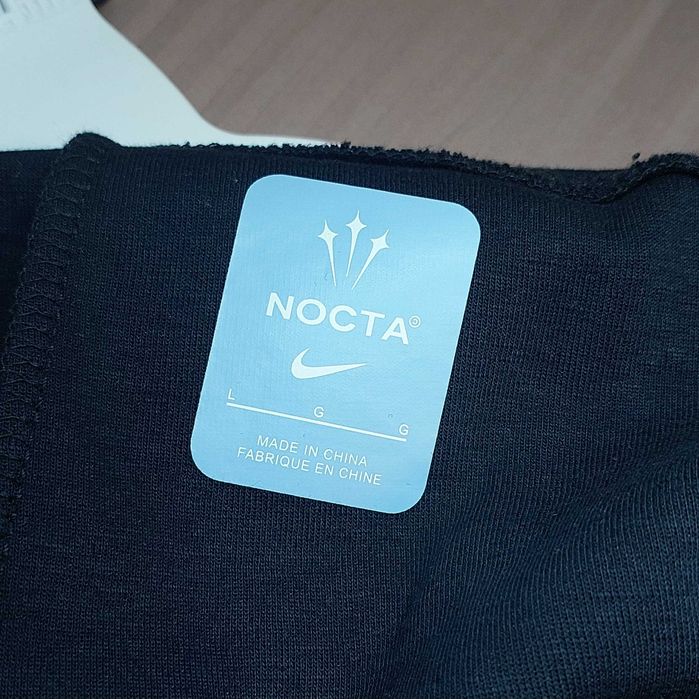 NOCTA®
L G G
MADE IN CHINA
FABRIQUE EN CHINE